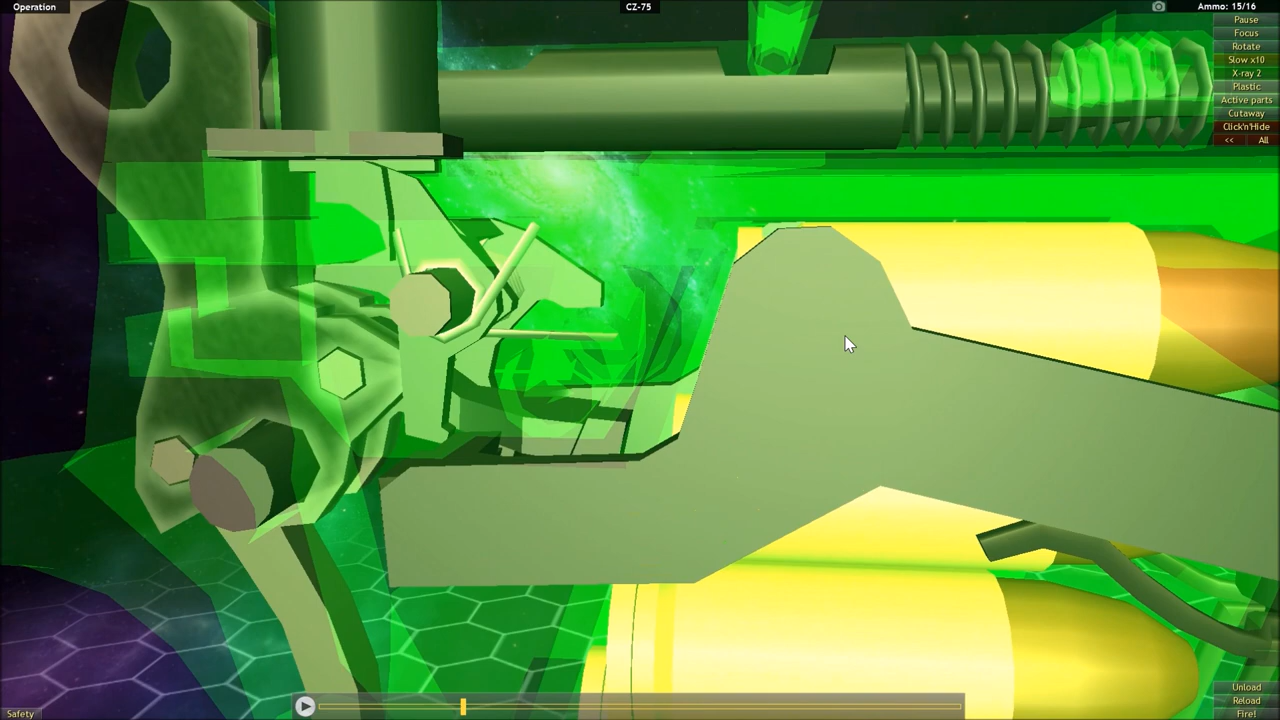 Operation
CZ-75
Ammo: 15/16
Pause
Focus
Rotate
Slow x10
X-ray 2
Plastic
Active parts
Cutaway
Click'n'Hide
<< All
Unload
Reload
Safety
Fire!